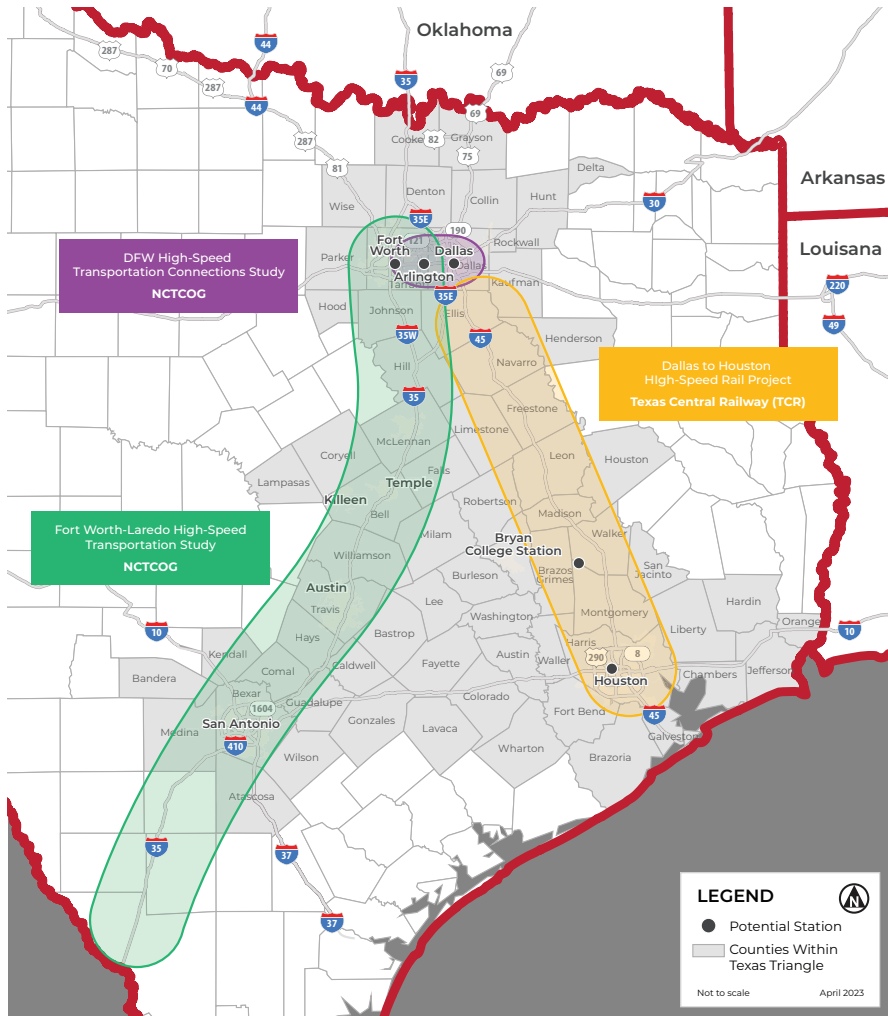 Oklahoma
44
287
70
35
69
287
44
69
Cooke
82
Grayson
287
75
81
Delta
Arkansas
Denton
Collin
Hunt
30
Wise
35E
190
Louisana
121
Rockwall
Fort
Worth
Dallas
Parker
Dallas
Arlington
DFW High-Speed
Transportation Connections Study
NCTCOG
Tarrant
Kaufman
220
35E
Hood
Johnson
Ellis
49
35W
45
Henderson
Hill
Navarro
Dallas to Houston
HIgh-Speed Rail Project
Texas Central Railway (TCR)
35
Freestone
Limestone
McLennan
Coryell
Leon
Houston
Falls
Lampasas
Temple
Killeen
Robertson
Bell
Madison
Fort Worth-Laredo High-Speed
Transportation Study
NCTCOG
Milam
Walker
Bryan
College Station
Williamson
San
Jacinto
Burleson
Brazos
Grimes
Austin
Lee
Hardin
Travis
Washington
Montgomery
Orange
10
Bastrop
Liberty
10
Hays
Harris
Kendall
Austin
Waller
290
8
Comal
Caldwell
Fayette
Bandera
Chambers
Jefferson
Houston
Bexar
Guadalupe
Colorado
1604
Fort Bend
45
San Antonio
Gonzales
Medina
Lavaca
Galveston
410
Wilson
Wharton
Brazoria
Atascosa
35
37
37
LEGEND
N
Potential Station
Counties Within
Texas Triangle
Not to scale
April 2023